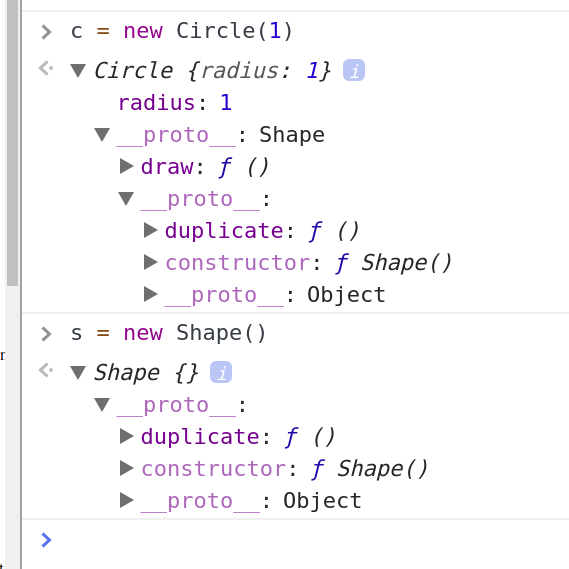 c = new Circle(1)
Circle {radius: 1} i
radius: 1
__proto__: Shape
draw: ƒ ()
__proto__:
duplicate: ƒ ()
constructor: ƒ Shape()
__proto__: Object
s = new Shape()
Shape {} i
__proto__:
duplicate: ƒ ()
constructor: ƒ Shape()
__proto__: Object